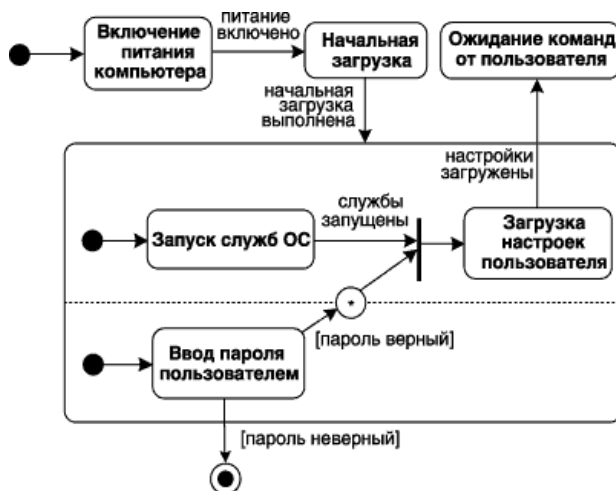 Включение
питания
компьютера
питание
включено
Начальная
загрузка
Ожидание команд
от пользователя
начальная
загрузка
выполнена
настройки
загружены
Запуск служб ОС
службы
запущены
Загрузка
настроек
пользователя
*
Ввод пароля
пользователем
[пароль верный]
[пароль неверный]